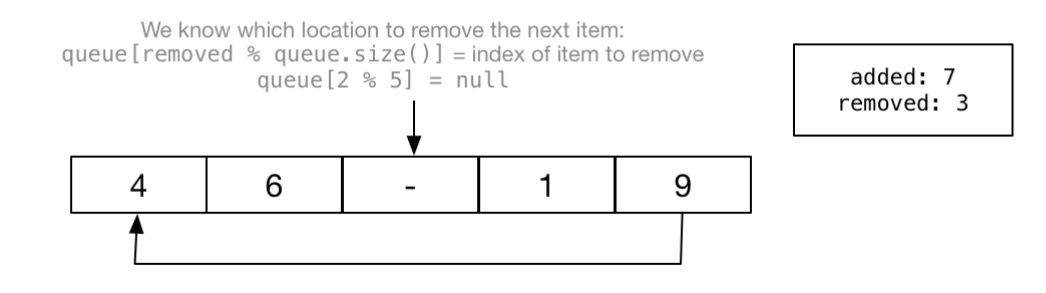 We know which location to remove the next item:
queue[removed % queue.size()] = index of item to remove
queue[2 % 5] = null
added: 7
removed: 3
4 6 - 1 9